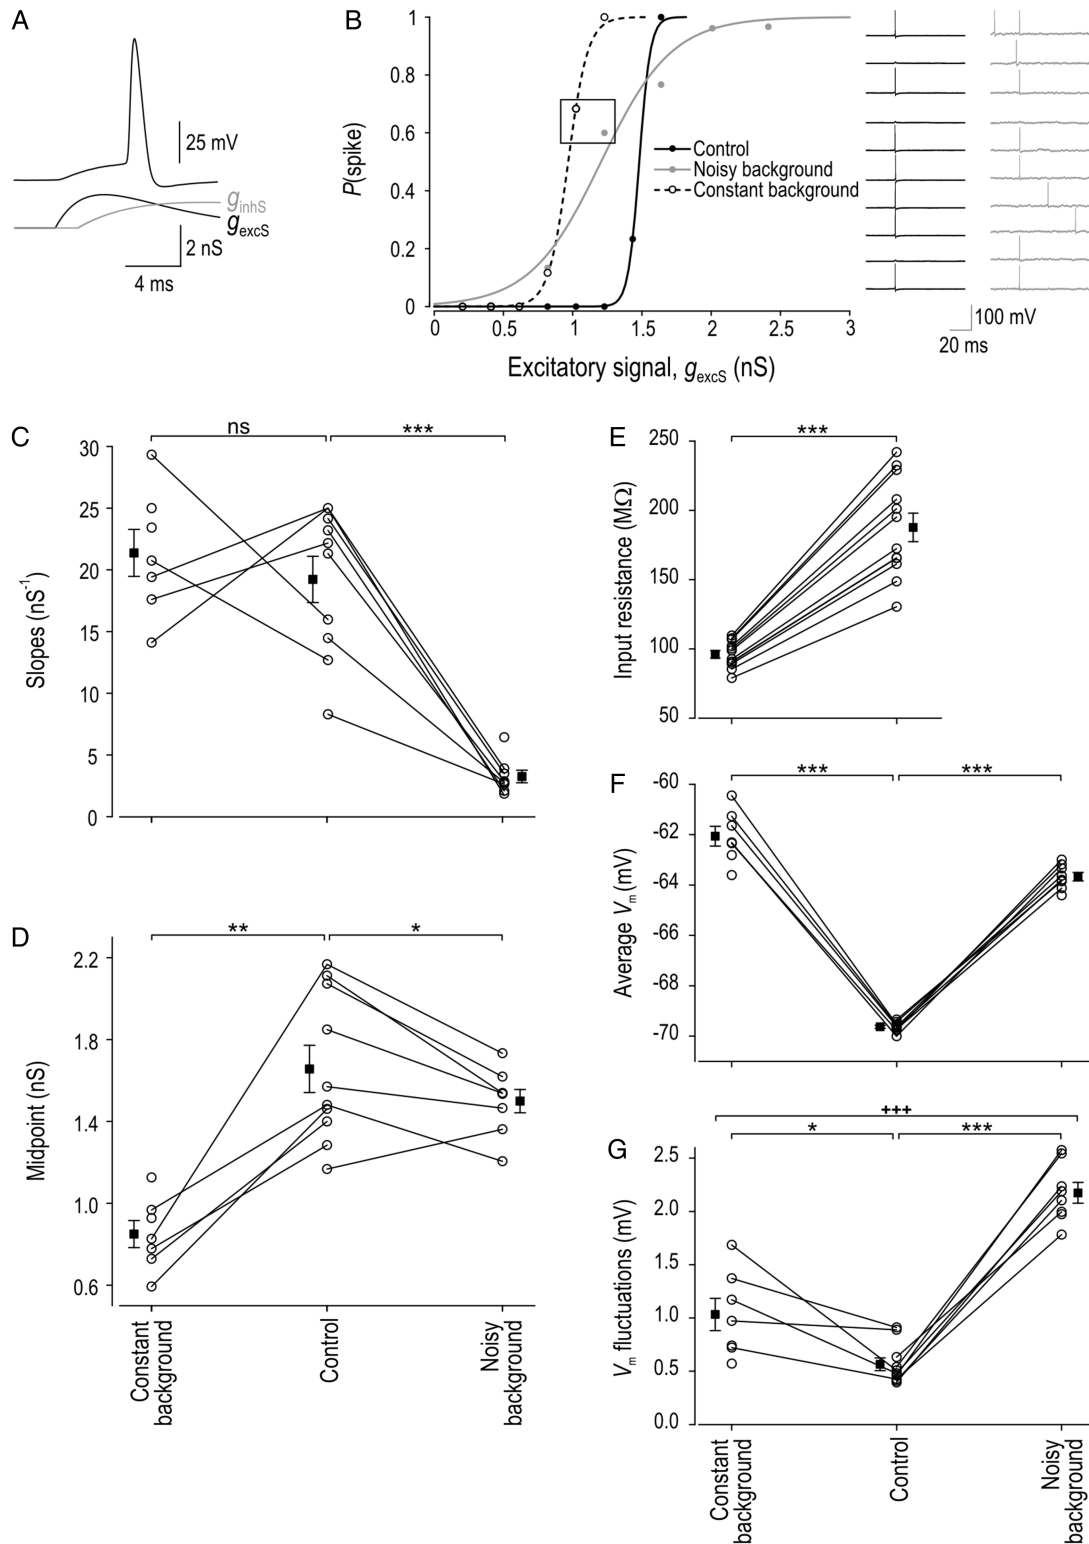 A
25 mV
ginhS
gexcS
2 nS
4 ms
B
P(spike)
1
0.8
0.6
0.4
0.2
0
0 0.5 1 1.5 2 2.5 3
Excitatory signal, gexcS (nS)
Control
Noisy background
Constant background
100 mV
20 ms
C
ns ***
Slopes (nS-1)
30
25
20
15
10
5
0
D
** *
Midpoint (nS)
2.2
1.8
1.4
1.0
0.6
Constant background
Control
Noisy background
E
***
Input resistance (MΩ)
250
200
150
100
50
F
*** ***
Average Vm (mV)
-60
-62
-64
-66
-68
-70
G
+++
* ***
Vm fluctuations (mV)
2.5
2.0
1.5
1.0
0.5
0.0
Constant background
Control
Noisy background